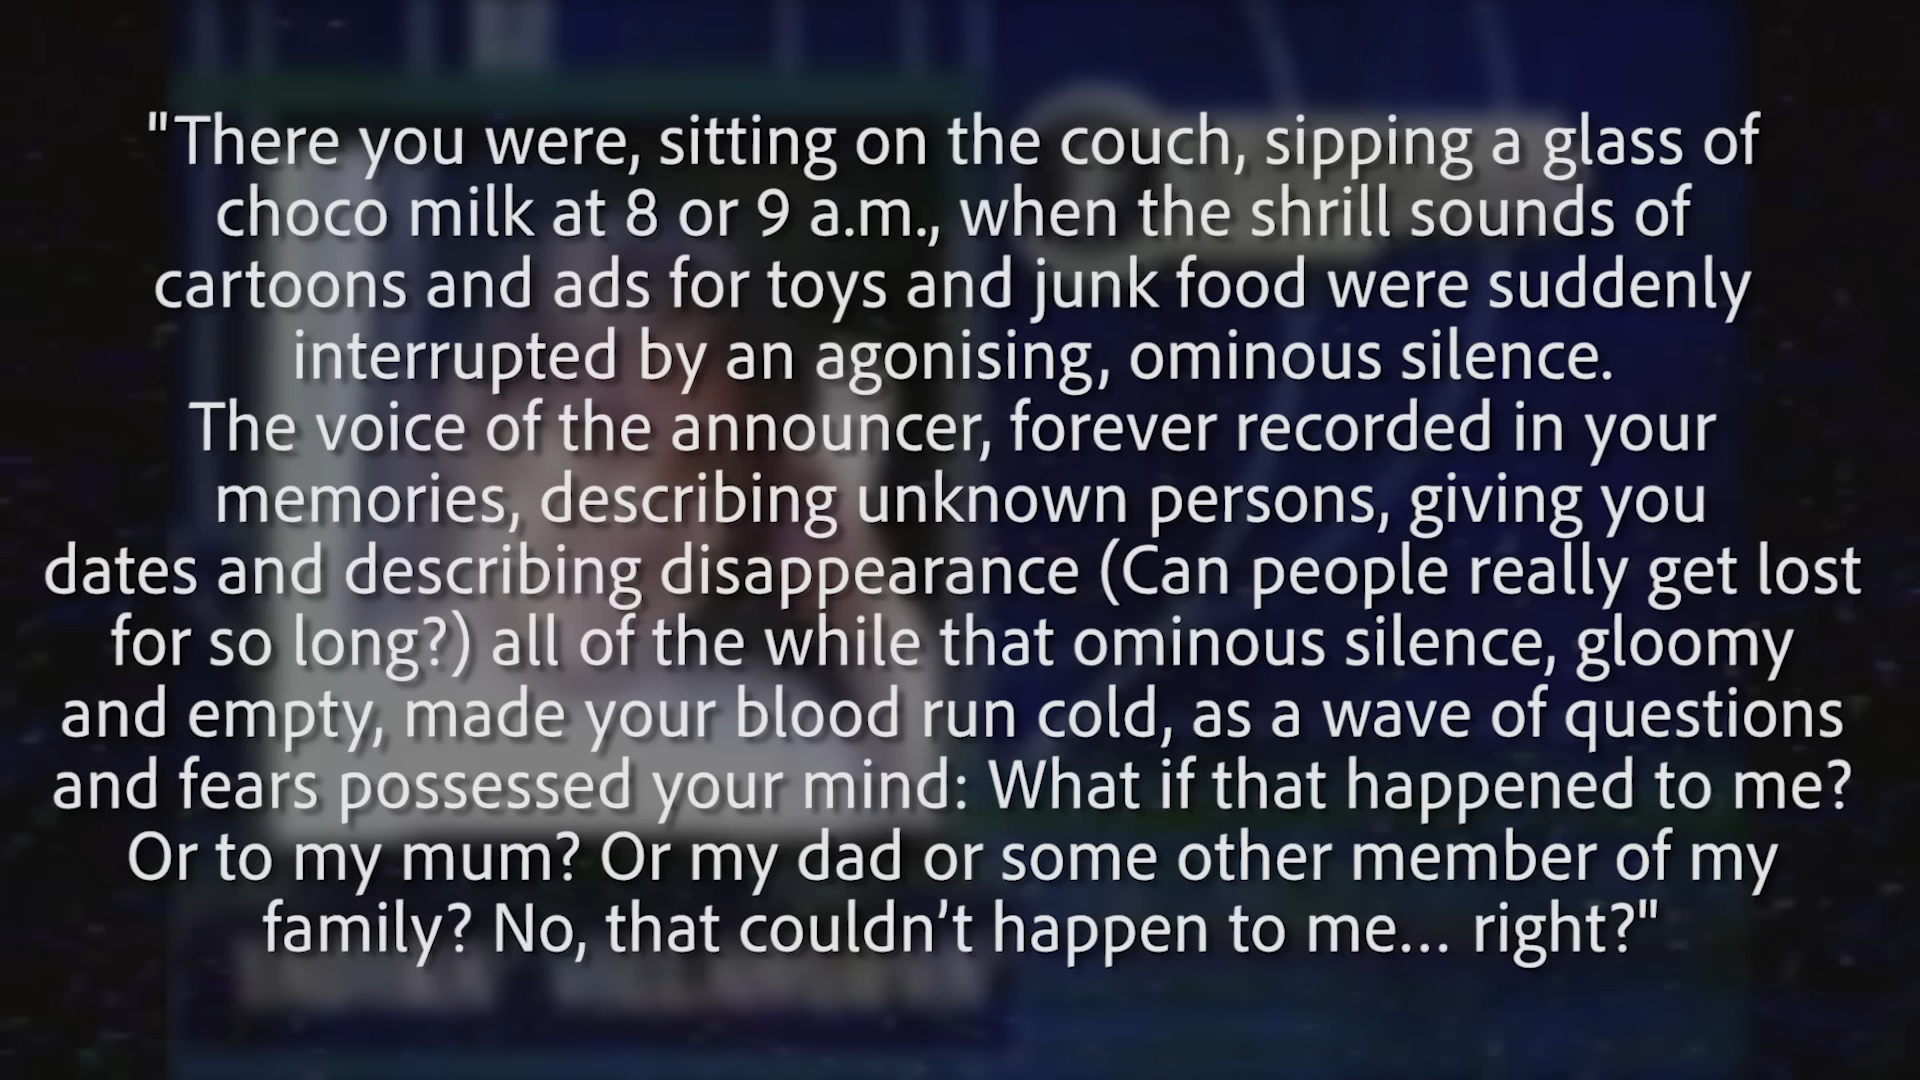 "There you were, sitting on the couch, sipping a glass of
choco milk at 8 or 9 a.m., when the shrill sounds of
cartoons and ads for toys and junk food were suddenly
interrupted by an agonising, ominous silence.
The voice of the announcer, forever recorded in your
memories, describing unknown persons, giving you
dates and describing disappearance (Can people really get lost
for so long?) all of the while that ominous silence, gloomy
and empty, made your blood run cold, as a wave of questions
and fears possessed your mind: What if that happened to me?
Or to my mum? Or my dad or some other member of my
family? No, that couldn’t happen to me... right?"